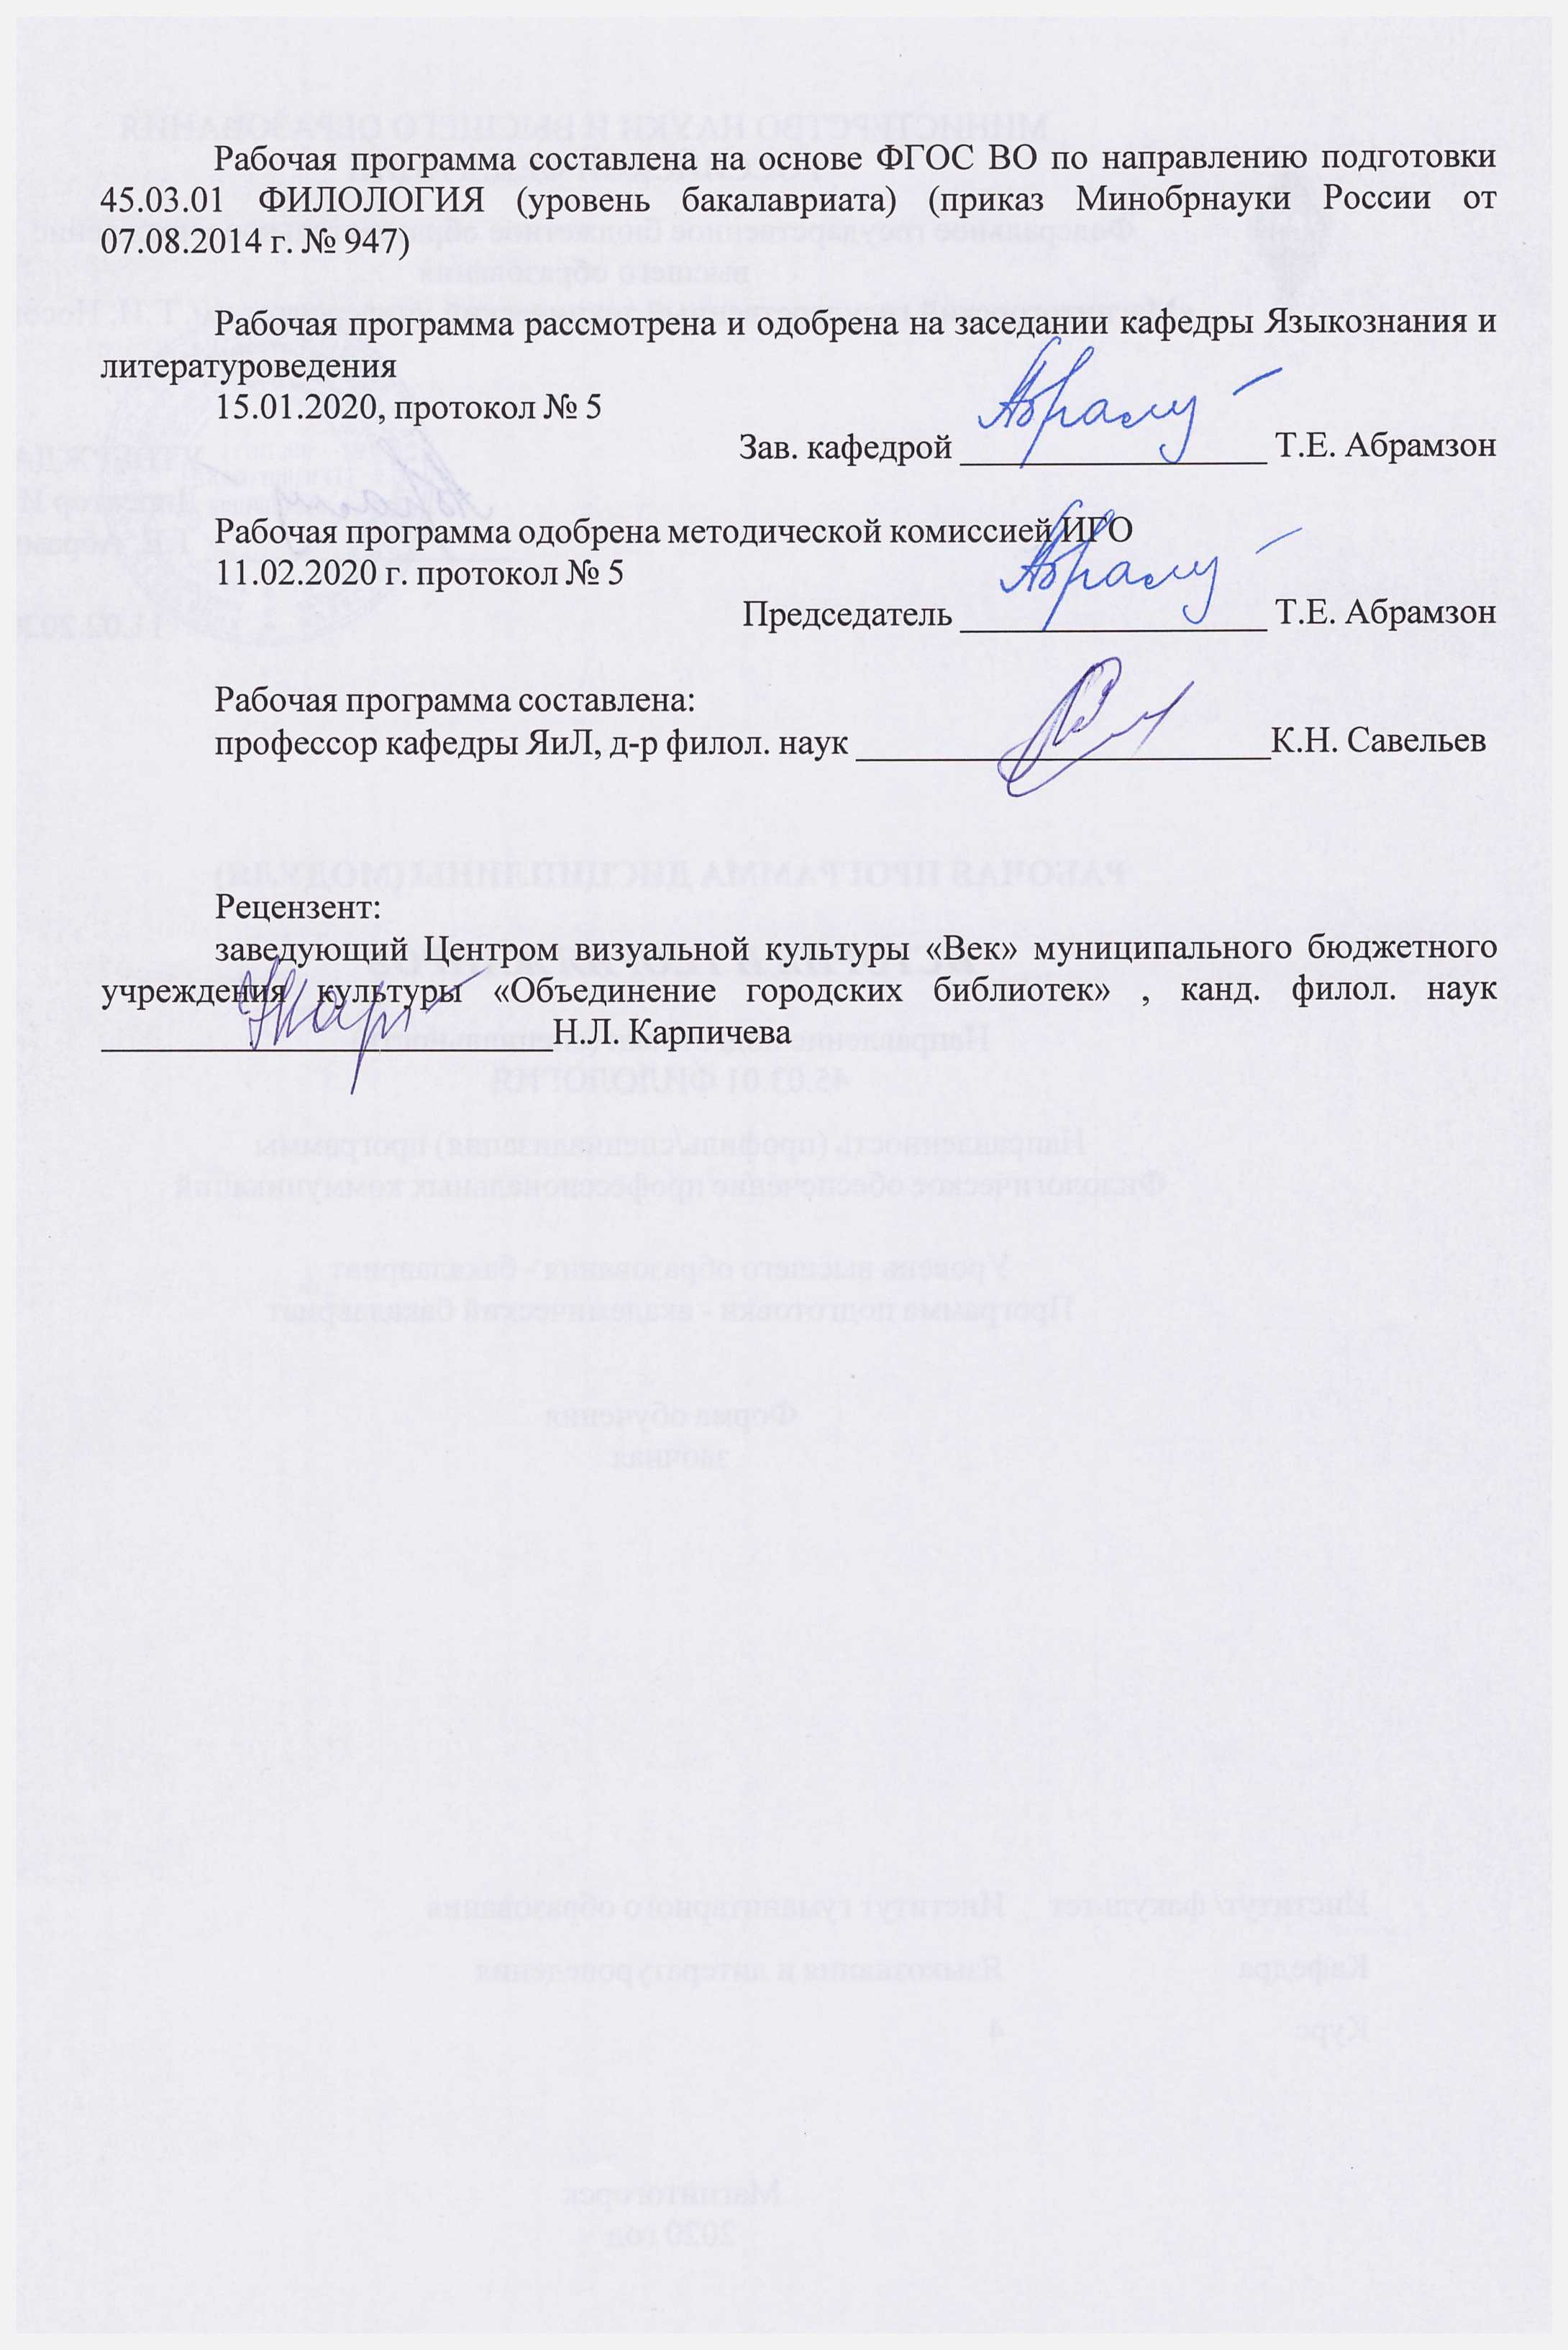 Рабочая программа составлена на основе ФГОС ВО по направлению подготовки
45.03.01 ФИЛОЛОГИЯ (уровень бакалавриата) (приказ Минобрнауки России от
07.08.2014 г. № 947)
Рабочая программа рассмотрена и одобрена на заседании кафедры Языкознания и
литературоведения
15.01.2020, протокол № 5
Зав. кафедрой Т.Е. Абрамзон
Рабочая программа одобрена методической комиссией ИГО
11.02.2020 г. протокол № 5
Председатель Т.Е. Абрамзон
Рабочая программа составлена:
профессор кафедры ЯиЛ, д-р филол. наук К.Н. Савельев
Рецензент:
заведующий Центром визуальной культуры «Век» муниципального бюджетного
учреждения культуры «Объединение городских библиотек» , канд. филол. наук
Н.Л. Карпичева